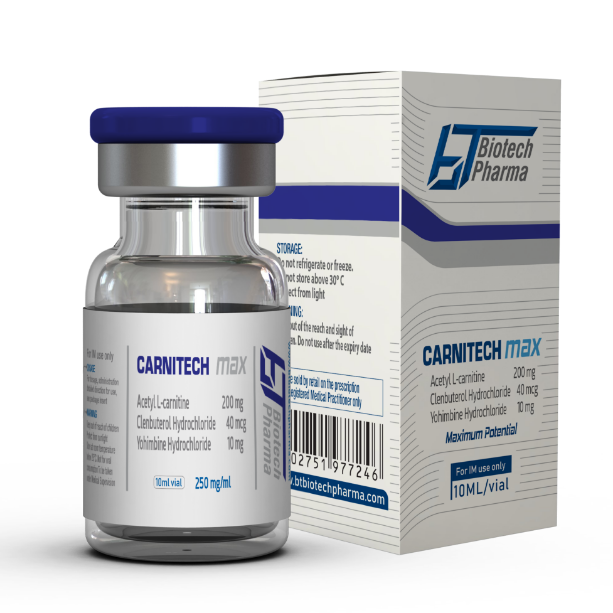 For IM use only
CARNITECH max
Acetyl L-carnitine 200 mg
Clenbuterol Hydrochloride 40 mcg
Yohimbine Hydrochloride 10 mg
10ml vial 250 mg/ml
Biotech
Pharma
Biotech
Pharma
STORAGE:
not refrigerate or freeze.
not store above 30° C
from light
out of the reach and sight of
Do not use after the expiry date
sold by retail on the prescription
Registered Medical Practitioner only
02751 977246
.btbiotechpharma.com
CARNITECH max
Acetyl L-carnitine 200 mg
Clenbuterol Hydrochloride 40 mcg
Yohimbine Hydrochloride 10 mg
Maximum Potential
For IM use only
10ML/vial